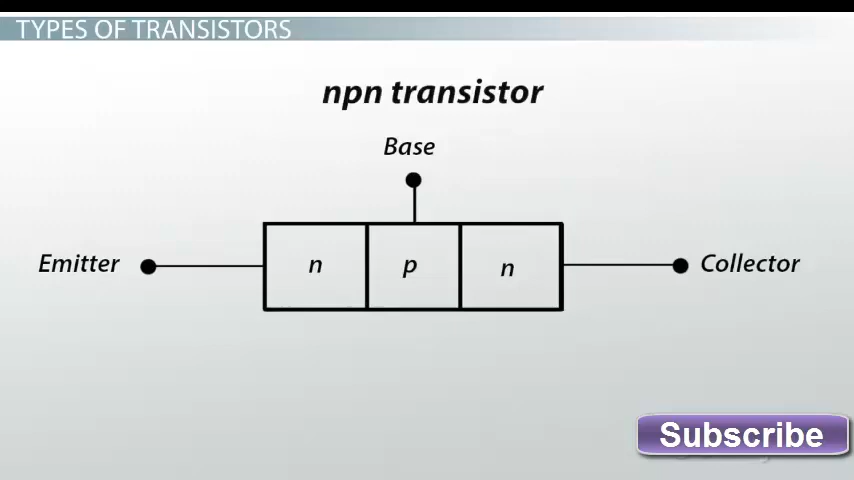 TYPES OF TRANSISTORS
npn transistor
Base
Emitter
n
p
n
Collector
Subscribe